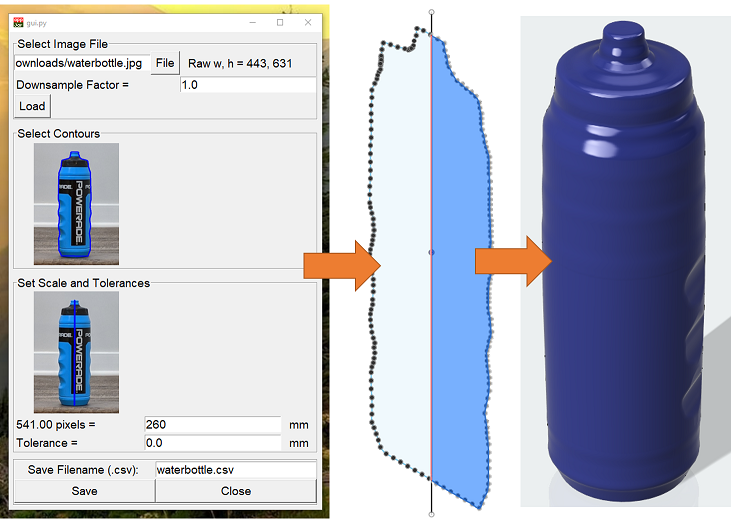 gui.py
Select Image File
ownloads/waterbottle.jpg File Raw w, h = 443, 631
Downsample Factor = 1.0
Load
Select Contours
RADE.
POWERADE
Set Scale and Tolerances
RADE.
POWERADE
541.00 pixels = 260 mm
Tolerance = 0.0 mm
Save Filename (.csv): waterbottle.csv
Save Close